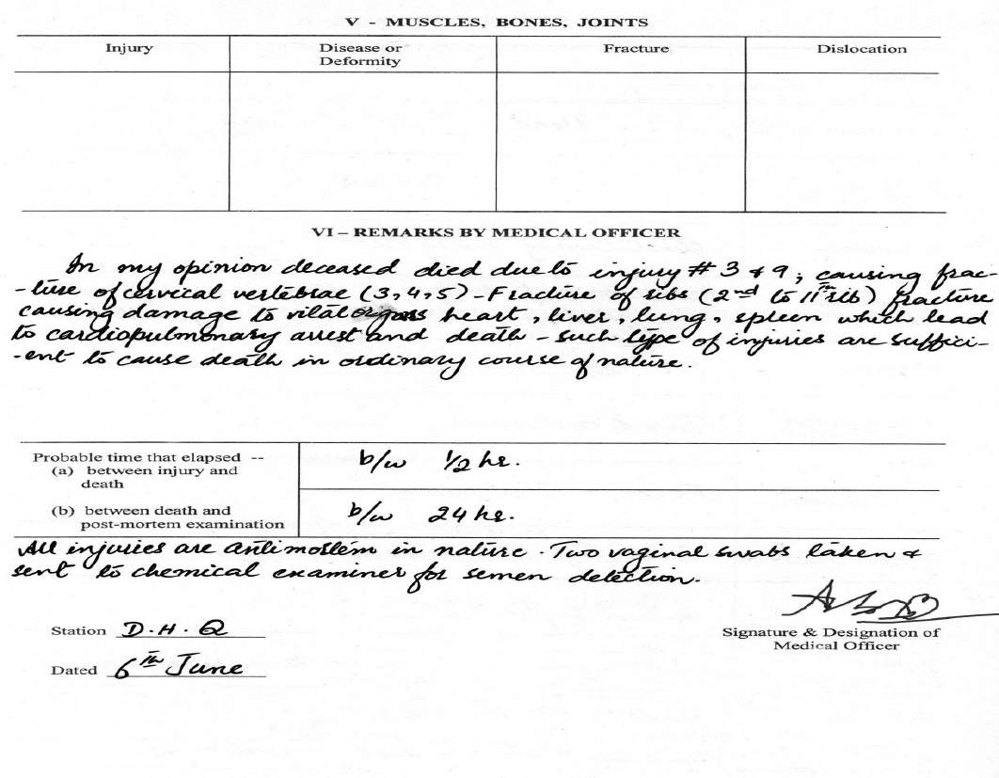 V - MUSCLES, BONES, JOINTS
Injury
Disease or
Deformity
Fracture
Dislocation
VI – REMARKS BY MEDICAL OFFICER
In my opinion deceased died due to injury # 3 & 9; causing frac-
-ture of cervical vertebrae (3,4,5) - Fracture of ribs (2nd to 11th rib) fracture
causing damage to vital organs heart, liver, lung, spleen which lead
to cardiopulmonary arrest and death - such type of injuries are suffici-
-ent to cause death in ordinary course of nature.
Probable time that elapsed --
(a) between injury and
death
b/w ½ hr.
(b) between death and
post-mortem examination
b/w 24 hr.
All injuries are antimostem in nature. Two vaginal swabs taken &
sent to chemical examiner for semen detection.
Station D.H.Q
Signature & Designation of
Medical Officer
Dated 6th June